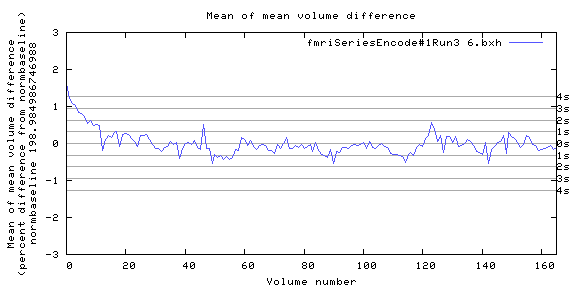 Mean of mean volume difference
fmriSeriesEncode#1Run3 6.bxh
Mean of mean volume difference
(percent difference from normbaseline)
normbaseline 198.984986746988
3
2
1
0
-1
-2
-3
4s
3s
2s
1s
0s
1s
2s
3s
4s
0 20 40 60 80 100 120 140 160
Volume number